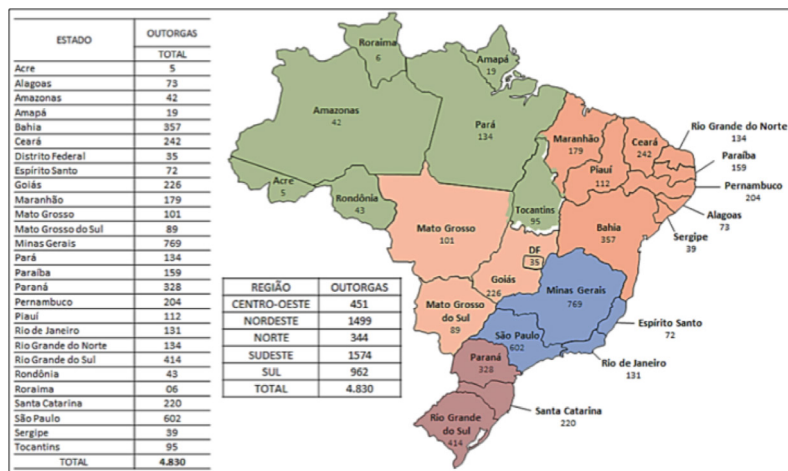 ESTADO OUTORGAS
TOTAL
Acre 5
Alagoas 73
Amazonas 42
Amapá 19
Bahia 357
Ceará 242
Distrito Federal 35
Espírito Santo 72
Goiás 226
Maranhão 179
Mato Grosso 101
Mato Grosso do Sul 89
Minas Gerais 769
Pará 134
Paraíba 159
Paraná 328
Pernambuco 204
Piauí 112
Rio de Janeiro 131
Rio Grande do Norte 134
Rio Grande do Sul 414
Rondônia 43
Roraima 06
Santa Catarina 220
São Paulo 602
Sergipe 39
Tocantins 95
TOTAL 4.830
REGIÃO OUTORGAS
CENTRO-OESTE 451
NORDESTE 1499
NORTE 344
SUDESTE 1574
SUL 962
TOTAL 4.830
Roraima
6
Amapá
19
Amazonas
42
Pará
134
Maranhão
179
Ceará
242
Rio Grande do Norte
134
Paraíba
159
Piauí
112
Pernambuco
204
Acre
5
Rondônia
43
Tocantins
95
Alagoas
73
Mato Grosso
101
Bahia
357
Sergipe
39
DF
35
Goiás
226
Minas Gerais
769
Mato Grosso
do Sul
89
Espírito Santo
72
São Paulo
602
Rio de Janeiro
131
Paraná
328
Santa Catarina
220
Rio Grande
do Sul
414